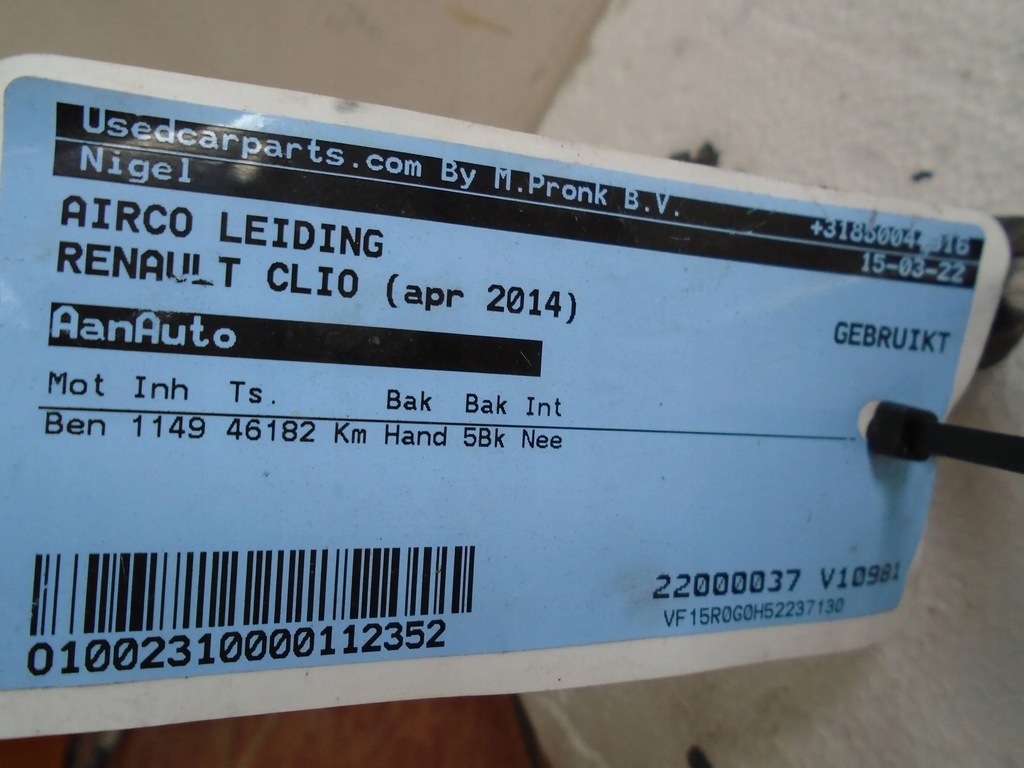 Usedcarparts.com By M.Pronk B.V.
Nigel
15-03-22
AIRCO LEIDING
RENAULT CLIO (apr 2014)
GEBRUIKT
AanAuto
Mot Inh Ts. Bak Bak Int
Ben 1149 46182 Km Hand 5Bk Nee
22000037 V10981
VF15R0G0H52237130
01002310000112352